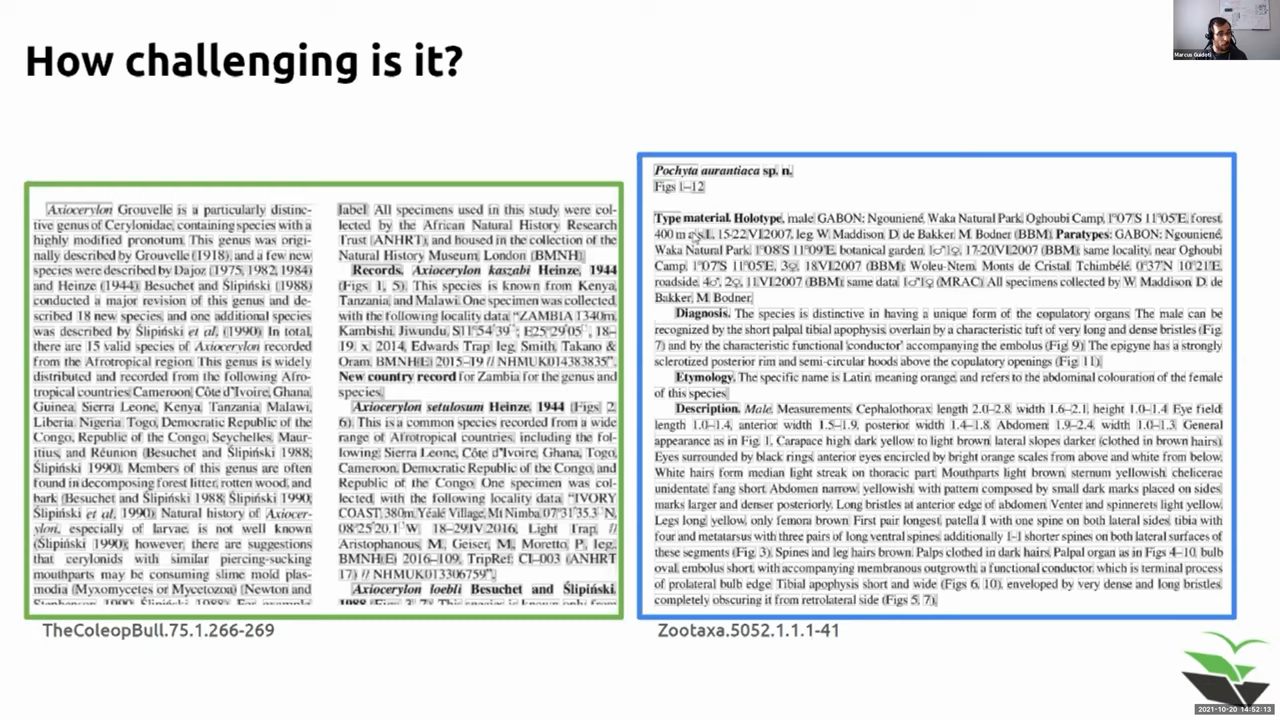 How challenging is it?
Marcus Guidoti
Axiocerylon Grouvelle is a particularly distinc-
tive genus of Cerylonidae, containing species with a
highly modified pronotum. This genus was origi-
nally described by Grouvelle (1918), and a few new
species were described by Dajoz (1975, 1982, 1984)
and Heinze (1944). Besuchet and Ślipiński (1988)
conducted a major revision of this genus and de-
scribed 18 new species, and one additional species
was described by Ślipiński et al. (1990). In total,
there are 15 valid species of Axiocerylon recorded
from the Afrotropical region. This genus is widely
distributed and recorded from the following Afro-
tropical countries: Cameroon, Côte d'Ivoire, Ghana,
Guinea, Sierra Leone, Kenya, Tanzania, Malawi,
Liberia, Nigeria, Togo, Democratic Republic of the
Congo, Republic of the Congo, Seychelles, Maur-
itius, and Réunion (Besuchet and Ślipiński 1988;
Ślipiński 1990). Members of this genus are often
found in decomposing forest litter, rotten wood, and
bark (Besuchet and Ślipiński 1988; Ślipiński 1990;
Ślipiński et al. 1990). Natural history of Axiocer-
ylon, especially of larvae, is not well known
(Ślipiński 1990); however, there are suggestions
that cerylonids with similar piercing-sucking
mouthparts may be consuming slime mold plas-
modia (Myxomycetes or Mycetozoa) (Newton and
label. All specimens used in this study were col-
lected by the African Natural History Research
Trust (ANHRT), and housed in the collection of the
Natural History Museum, London (BMNH).
Records. Axiocerylon kaszabi Heinze, 1944
(Figs. 1, 5). This species is known from Kenya,
Tanzania, and Malawi. One specimen was collected,
with the following locality data: "ZAMBIA 1340m,
Kambishi, Jiwundu, S11°54'39", E25°29'05", 18–
19. x. 2014, Edwards Trap leg, Smith, Takano &
Oram. BMNH(E) 2015–19 // NHMUK014383835".
New country record for Zambia for the genus and
species.
Axiocerylon setulosum Heinze, 1944 (Figs. 2,
6). This is a common species recorded from a wide
range of Afrotropical countries, including the fol-
lowing: Sierra Leone, Côte d'Ivoire, Ghana, Togo,
Cameroon, Democratic Republic of the Congo, and
Republic of the Congo. One specimen was col-
lected, with the following locality data: "IVORY
COAST, 380m, Yéalé Village, Mt Nimba, 07°31'35.3"N,
08°25'20.1"W, 18–29IV.2016, Light Trap //
Aristophanous, M., Geiser, M., Moretto, P., leg.
BMNH(E) 2016–109, TripRef: CI–003 (ANHRT
17) // NHMUK013306759".
Axiocerylon loebli Besuchet and Ślipiński,
TheColeopBull.75.1.266-269
Pochyta aurantiaca sp. n.
Figs 1–12
Type material. Holotype, male GABON: Ngouniené, Waka Natural Park, Oghoubi Camp, 1°07'S 11°05'E, forest,
400 m a.s.l., 15-22.VI.2007, leg. W. Maddison, D. de Bakker, M. Bodner (BBM). Paratypes: GABON: Ngouniené,
Waka Natural Park, 1°08'S 11°09'E, botanical garden, 1♂1♀, 17-20.VI.2007 (BBM); same locality, near Oghoubi
Camp, 1°07'S 11°05'E, 3♀, 18.VI.2007 (BBM); Woleu-Ntem, Monts de Cristal, Tchimbélé, 0°37'N 10°21'E,
roadside, 4♂, 2♀, 11.VI.2007 (BBM); same data, 1♂1♀ (MRAC). All specimens collected by W. Maddison, D. de
Bakker, M. Bodner.
Diagnosis. The species is distinctive in having a unique form of the copulatory organs. The male can be
recognized by the short palpal tibial apophysis, overlain by a characteristic tuft of very long and dense bristles (Fig.
7) and by the characteristic functional 'conductor' accompanying the embolus (Fig. 9). The epigyne has a strongly
sclerotized posterior rim and semi-circular hoods above the copulatory openings (Fig. 11).
Etymology. The specific name is Latin, meaning orange, and refers to the abdominal colouration of the female
of this species.
Description. Male. Measurements. Cephalothorax: length 2.0–2.8, width 1.6–2.1, height 1.0–1.4. Eye field:
length 1.0–1.4, anterior width 1.5–1.9, posterior width 1.4–1.8. Abdomen: 1.9–2.4, width 1.0–1.3. General
appearance as in Fig. 1. Carapace high, dark yellow to light brown, lateral slopes darker (clothed in brown hairs).
Eyes surrounded by black rings, anterior eyes encircled by bright orange scales from above and white from below.
White hairs form median light streak on thoracic part. Mouthparts light brown, sternum yellowish, chelicerae
unidentate, fang short. Abdomen narrow, yellowish, with pattern composed by small dark marks placed on sides,
marks larger and denser posteriorly. Long bristles at anterior edge of abdomen. Venter and spinnerets light yellow.
Legs long, yellow, only femora brown. First pair longest, patella I with one spine on both lateral sides, tibia with
four and metatarsus with three pairs of long ventral spines, additionally 1–1 shorter spines on both lateral surfaces of
these segments (Fig. 3). Spines and leg hairs brown. Palps clothed in dark hairs. Palpal organ as in Figs 4–10, bulb
oval, embolus short, with accompanying membranous outgrowth, a functional conductor, which is terminal process
of prolateral bulb edge. Tibial apophysis short and wide (Figs 6, 10), enveloped by very dense and long bristles,
completely obscuring it from retrolateral side (Figs 5, 7).
Zootaxa.5052.1.1.1-41
2021-10-20 14:52:13